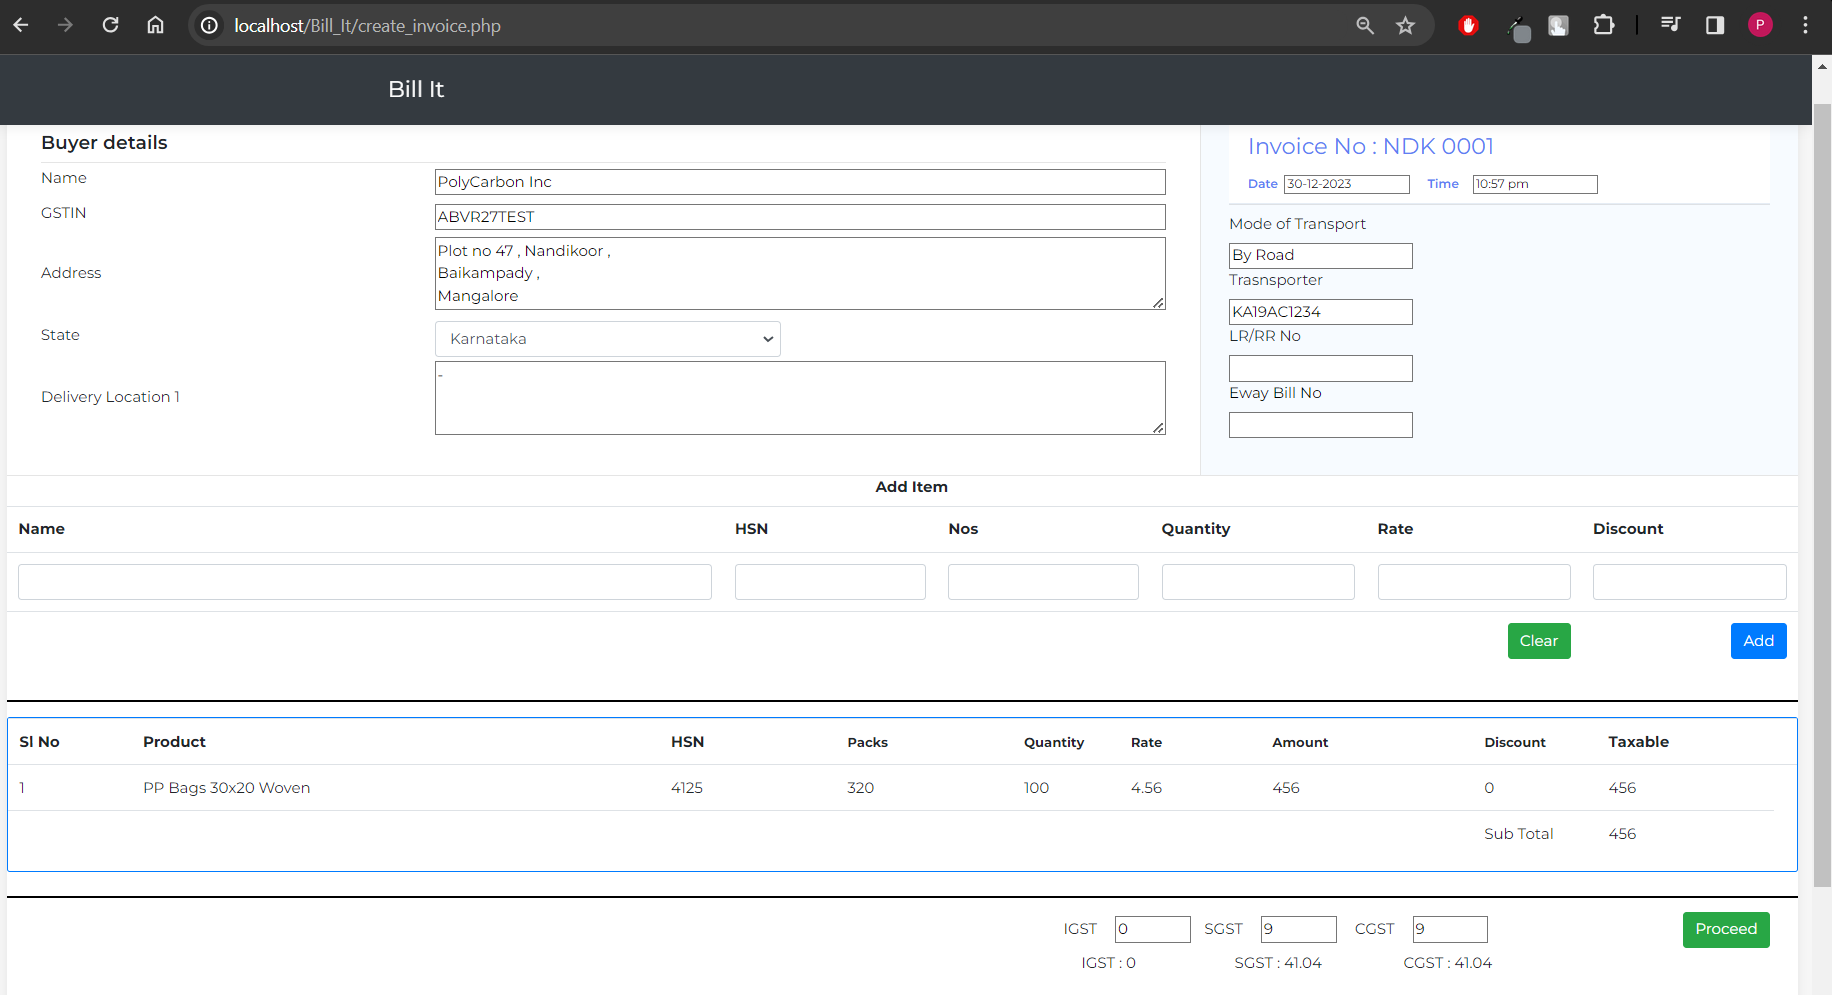 localhost/Bill_It/create_invoice.php
P
Bill It
Buyer details
Name
PolyCarbon Inc
GSTIN
ABVR27TEST
Address
Plot no 47 , Nandikoor ,
Baikampady ,
Mangalore
State
Karnataka
Delivery Location 1
-
Invoice No : NDK 0001
Date 30-12-2023 Time 10:57 pm
Mode of Transport
By Road
Trasnsporter
KA19AC1234
LR/RR No
Eway Bill No
Add Item
Name HSN Nos Quantity Rate Discount
Clear Add
Sl No Product HSN Packs Quantity Rate Amount Discount Taxable
1 PP Bags 30x20 Woven 4125 320 100 4.56 456 0 456
Sub Total 456
IGST 0 SGST 9 CGST 9 Proceed
IGST : 0 SGST : 41.04 CGST : 41.04